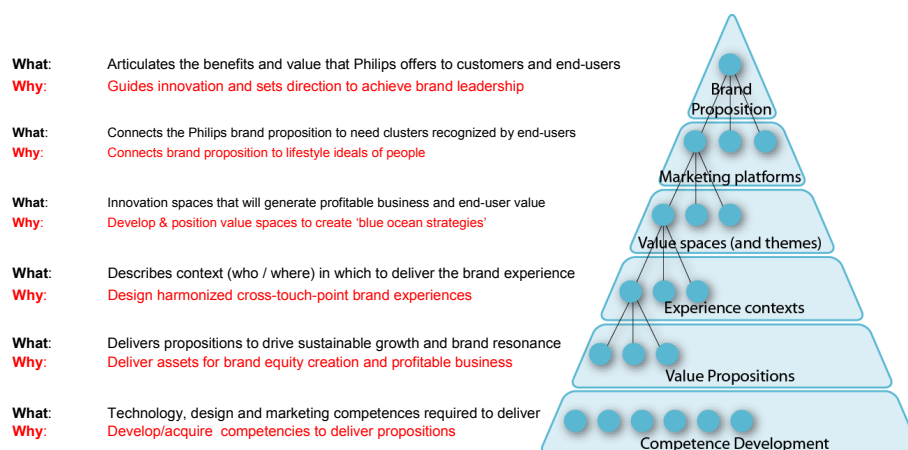 What: Articulates the benefits and value that Philips offers to customers and end-users
Why: Guides innovation and sets direction to achieve brand leadership
Brand
Proposition
What: Connects the Philips brand proposition to need clusters recognized by end-users
Why: Connects brand proposition to lifestyle ideals of people
Marketing platforms
What: Innovation spaces that will generate profitable business and end-user value
Why: Develop & position value spaces to create ‘blue ocean strategies’
Value spaces (and themes)
What: Describes context (who / where) in which to deliver the brand experience
Why: Design harmonized cross-touch-point brand experiences
Experience contexts
What: Delivers propositions to drive sustainable growth and brand resonance
Why: Deliver assets for brand equity creation and profitable business
Value Propositions
What: Technology, design and marketing competences required to deliver
Why: Develop/acquire competencies to deliver propositions
Competence Development